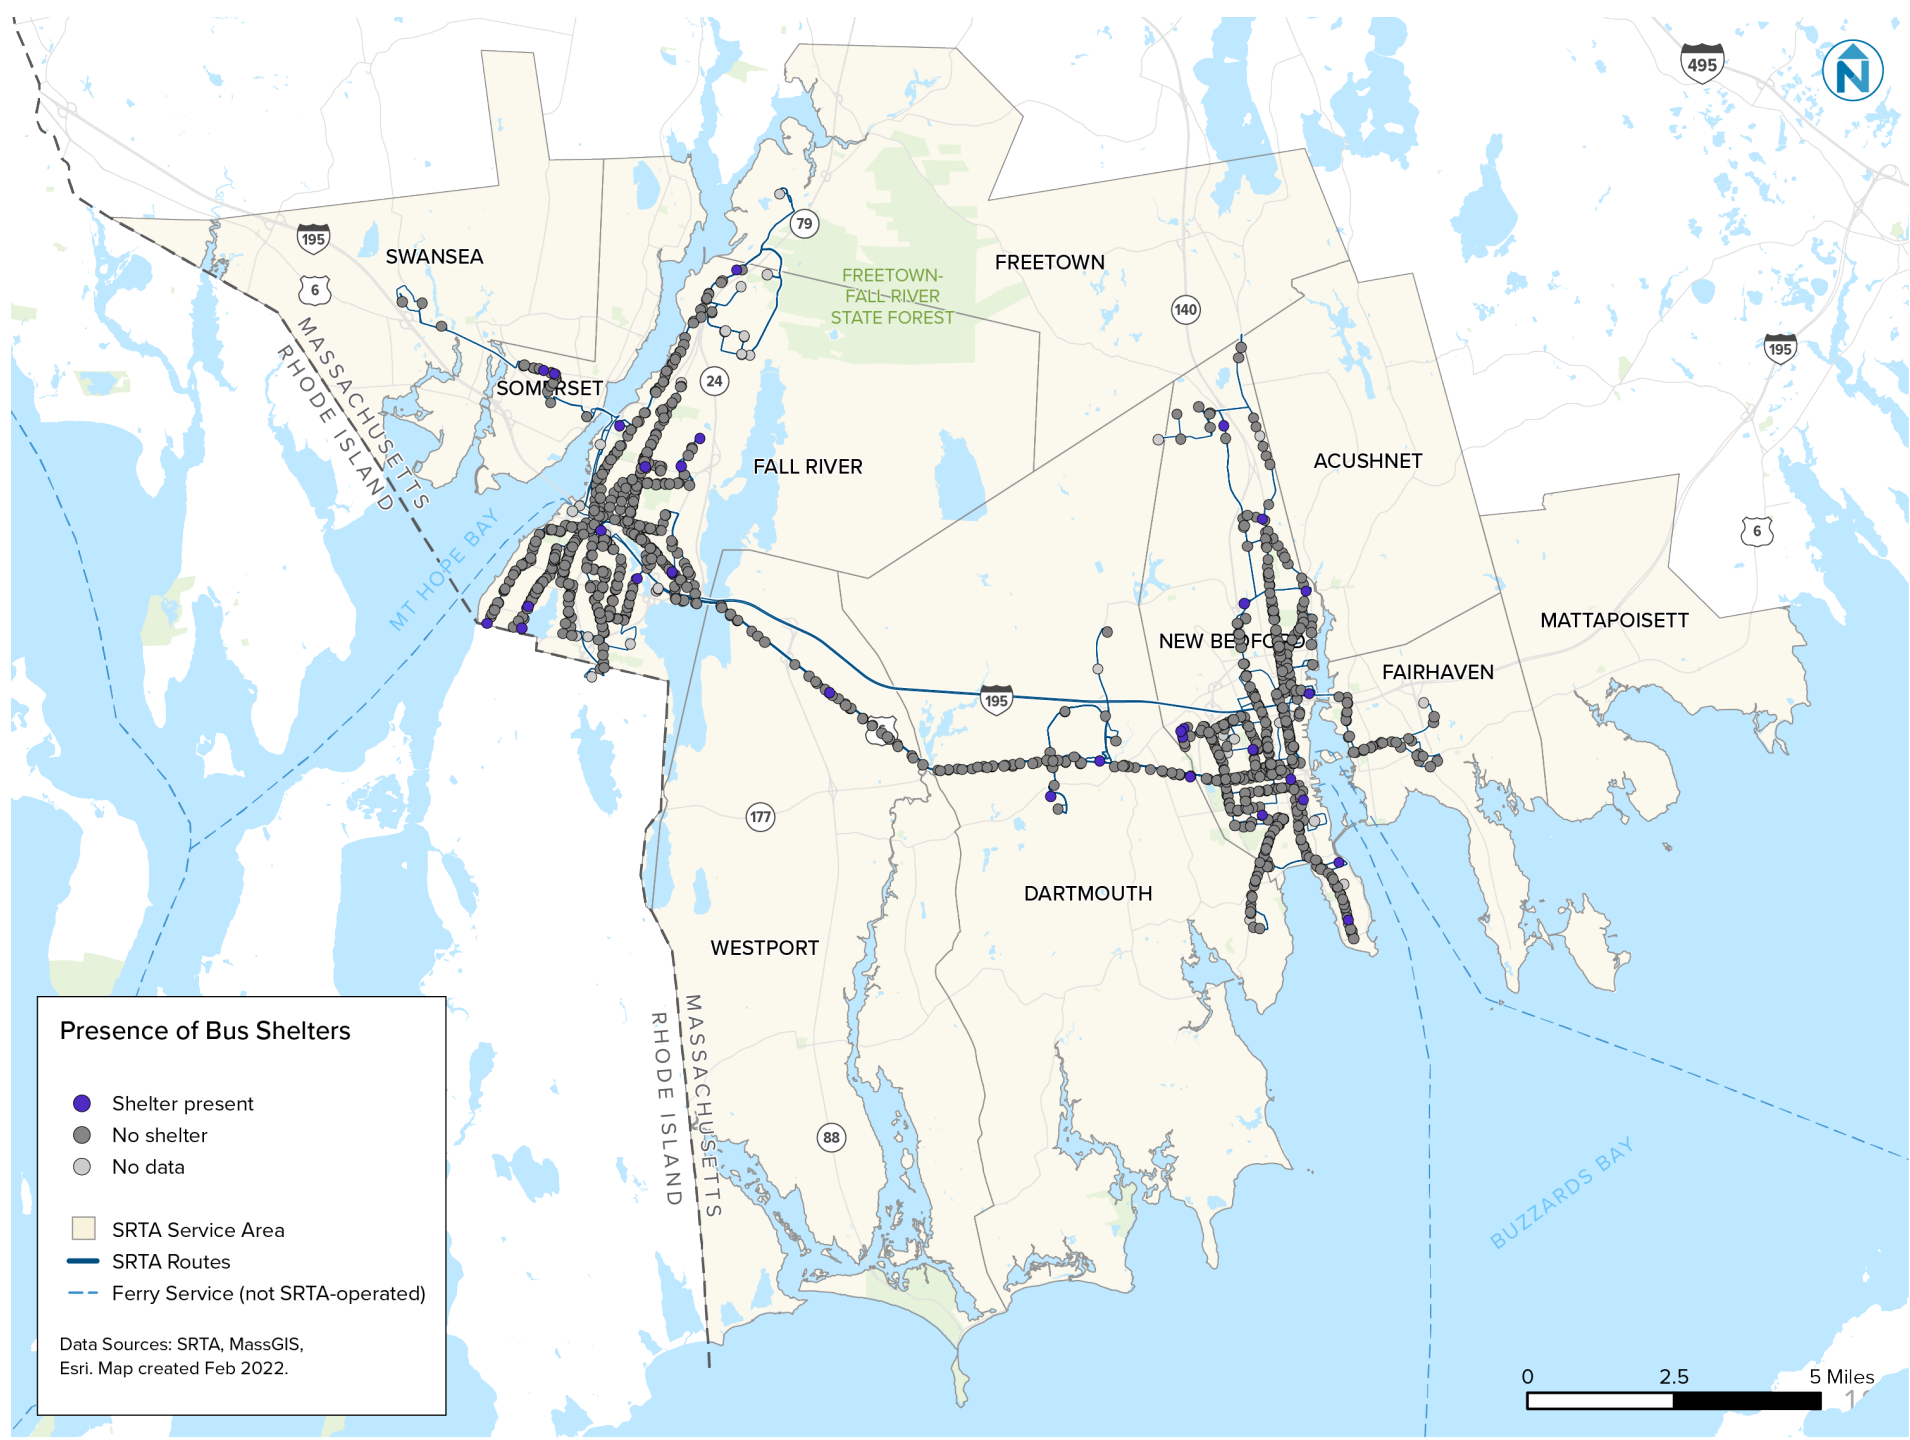 495
N
79
195
SWANSEA
FREETOWN-
FALL RIVER
STATE FOREST
FREETOWN
6
140
MASSACHUSETTS
RHODE ISLAND
195
24
SOMERSET
FALL RIVER
ACUSHNET
6
MT HOPE BAY
MATTAPOISETT
NEW BEDFORD
FAIRHAVEN
195
177
DARTMOUTH
WESTPORT
MASSACHUSETTS
RHODE ISLAND
88
BUZZARDS BAY
Presence of Bus Shelters
Shelter present
No shelter
No data
SRTA Service Area
SRTA Routes
Ferry Service (not SRTA-operated)
Data Sources: SRTA, MassGIS,
Esri. Map created Feb 2022.
0 2.5 5 Miles